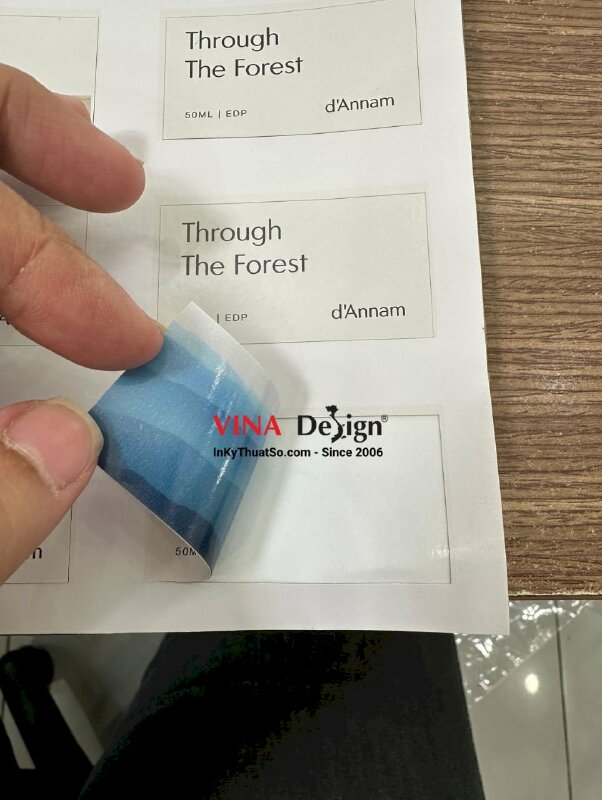 Through
The Forest
50ML | EDP
d'Annam
Through
The Forest
| EDP
d'Annam
VINA Design®
InKyThuatSo.com - Since 2006
50M